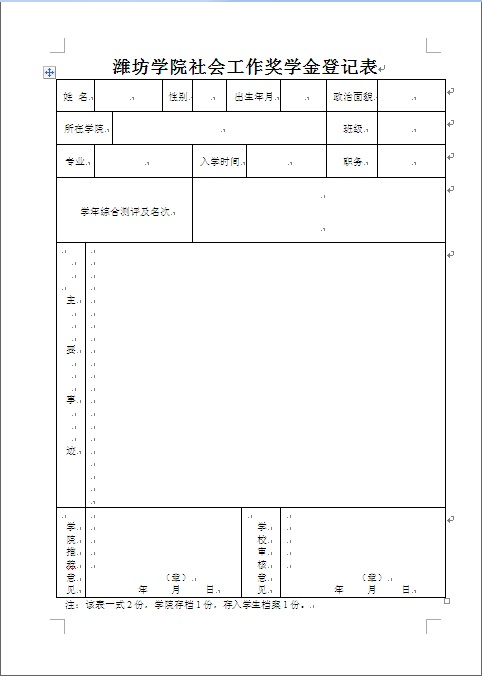 潍坊学院社会工作奖学金登记表
姓 名 性别 出生年月 政治面貌
所在学院 班级
专业 入学时间 职务
学年综合测评及名次
主要事迹
学院推荐意见
（章）
年 月 日
学校审核意见
（章）
年 月 日
注：该表一式2份，学院存档1份，存入学生档案1份。